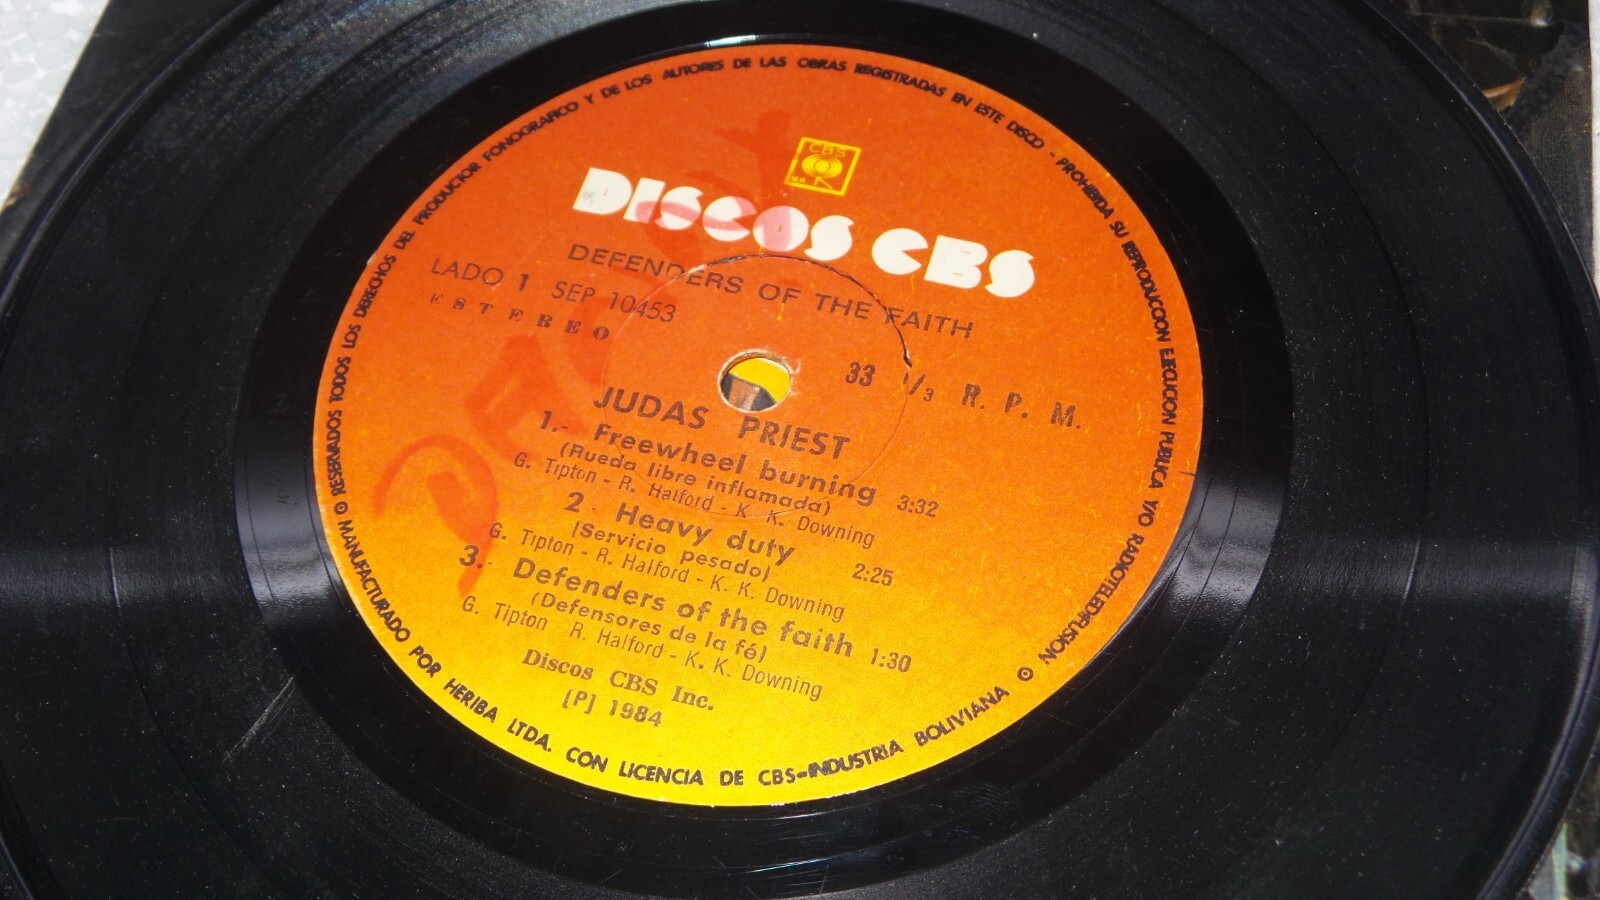 © RESERVADOS TODOS LOS DERECHOS DEL PRODUCTOR FONOGRAFICO Y DE LOS AUTORES DE LAS OBRAS REGISTRADAS EN ESTE DISCO - PROHIBIDA SU REPRODUCCION EJECUCION PUBLICA Y/O RADIOTELEDIFUSION ©
CBS
M.R.
DISCOS CBS
DEFENDERS OF THE FAITH
LADO 1 SEP 10453
ESTEREO
33 1/3 R. P. M.
JUDAS PRIEST
1.- Freewheel burning 3:32
(Rueda libre inflamada)
G. Tipton - R. Halford - K. K. Downing
2. Heavy duty 2:25
(Servicio pesado)
G. Tipton - R. Halford - K. K. Downing
3.- Defenders of the faith 1:30
(Defensores de la fé)
G. Tipton R. Halford - K. K. Downing
Discos CBS Inc.
[P] 1984
MANUFACTURADO POR HERIBA LTDA. CON LICENCIA DE CBS-INDUSTRIA BOLIVIANA